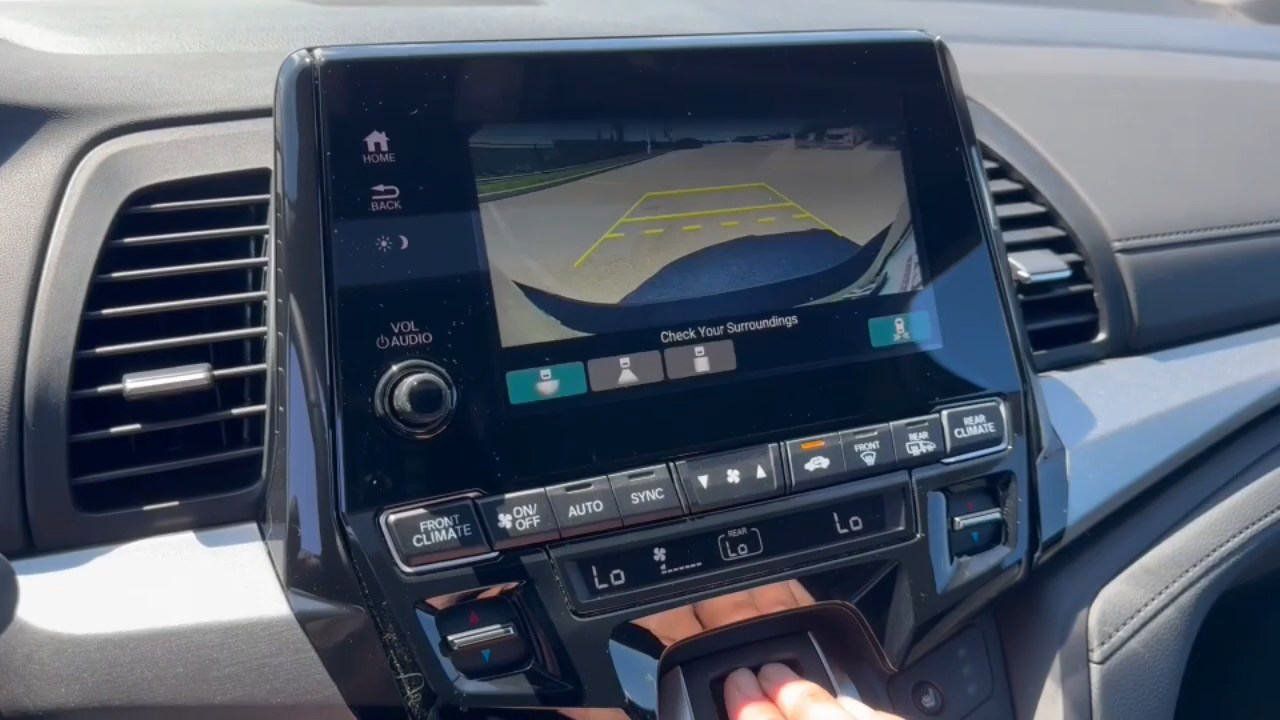 HOME
BACK
VOL
AUDIO
Check Your Surroundings
FRONT
CLIMATE
ON/
OFF
AUTO
SYNC
FRONT
REAR
REAR
CLIMATE
Lo
REAR
Lo
Lo